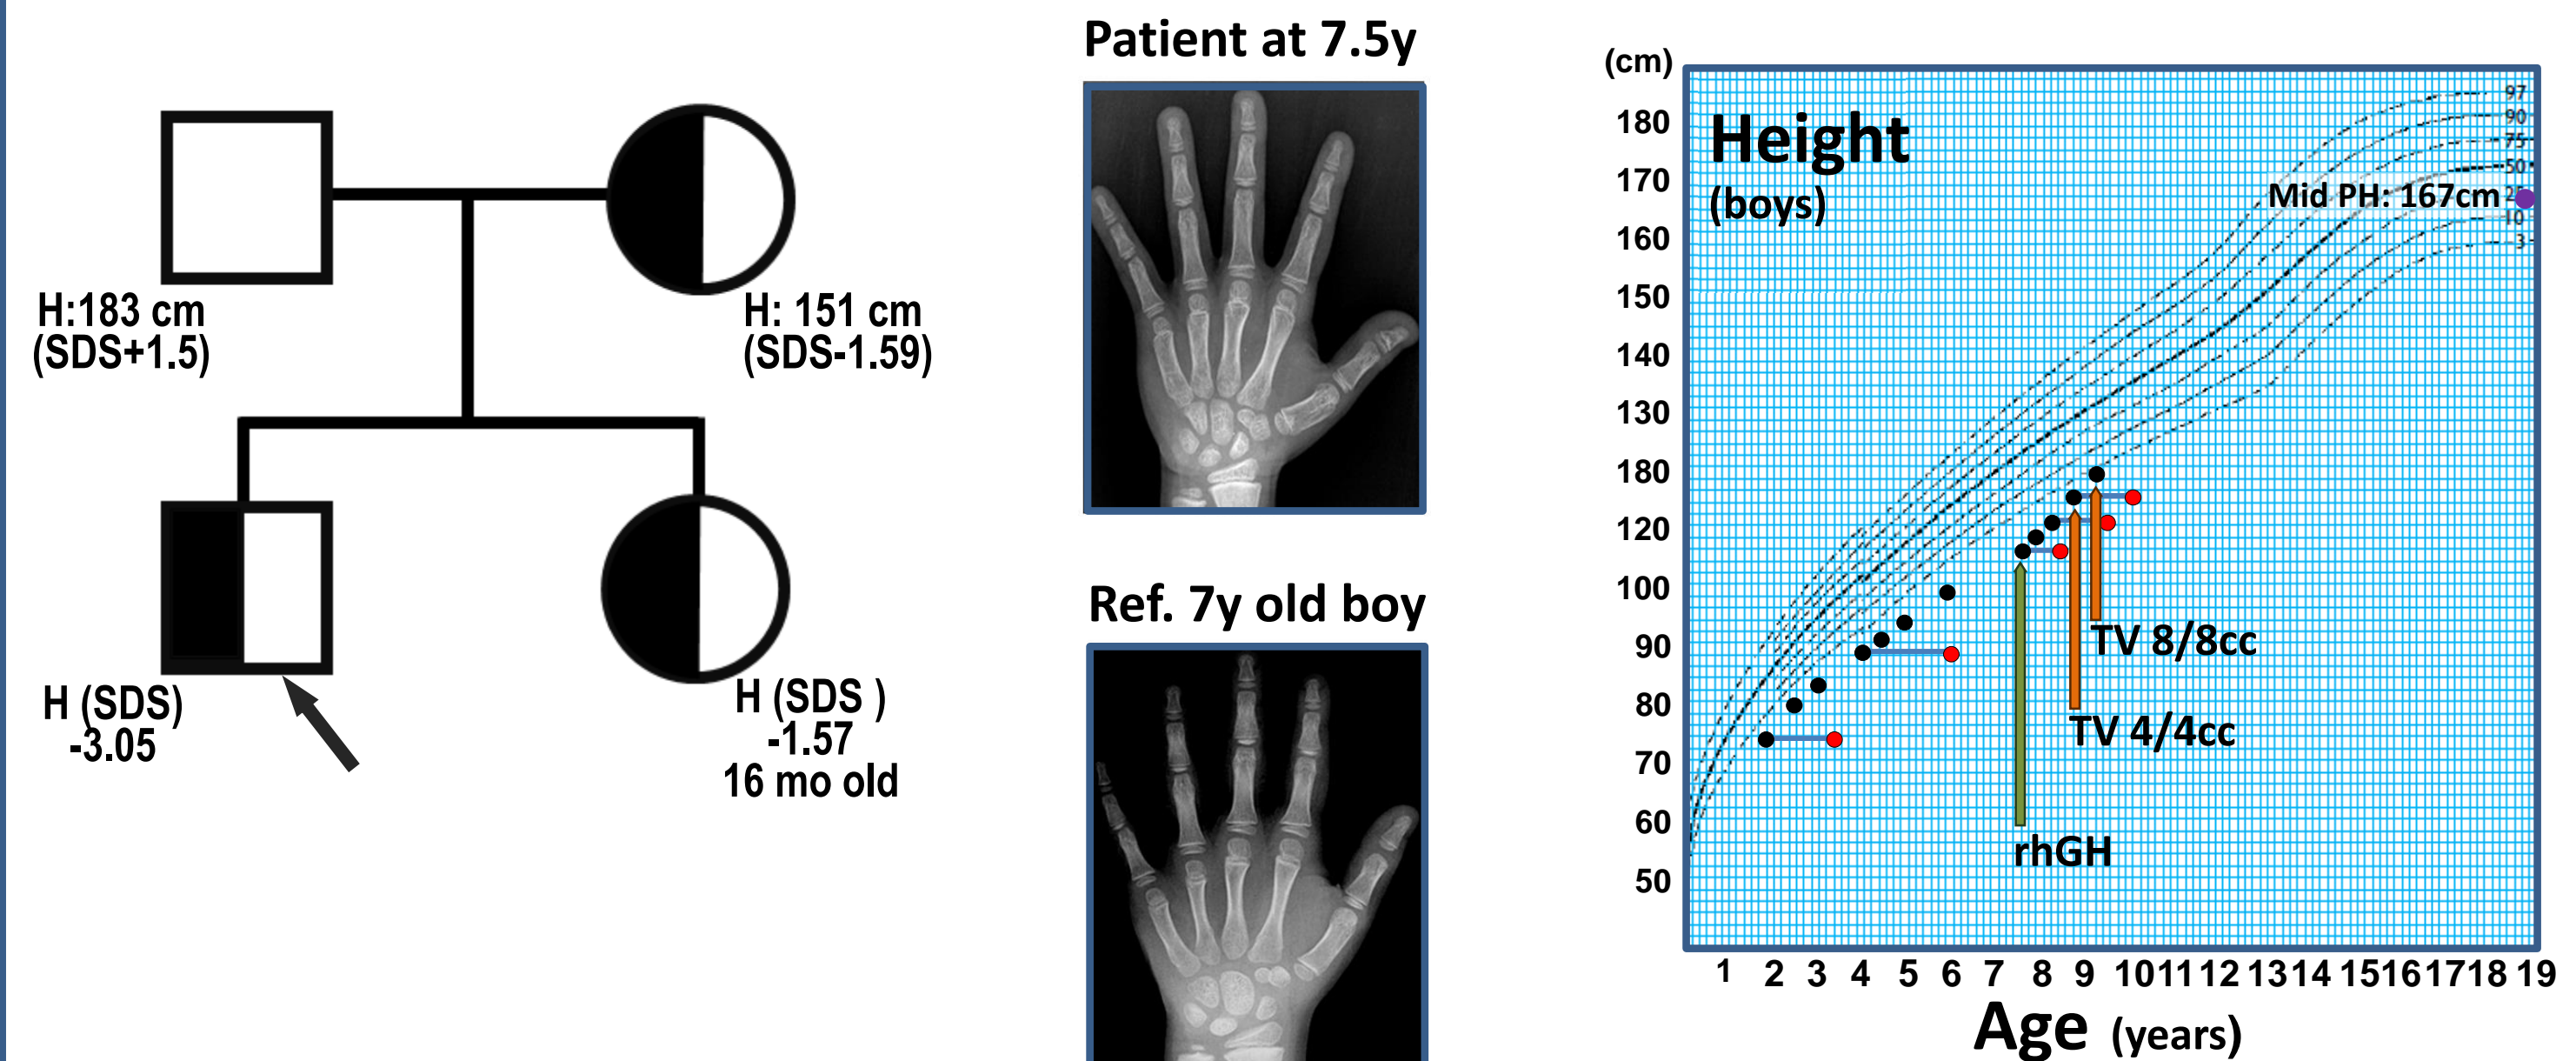 H:183 cm
(SDS+1.5)
H: 151 cm
(SDS-1.59)
H (SDS)
-3.05
H (SDS )
-1.57
16 mo old
Patient at 7.5y
Ref. 7y old boy
(cm)
180
170
160
150
140
130
180
120
100
90
80
70
60
50
Height
(boys)
97
90
75
50
Mid PH: 167cm
10
3
TV 8/8cc
TV 4/4cc
rhGH
1 2 3 4 5 6 7 8 9 10 11 12 13 14 15 16 17 18 19
Age (years)